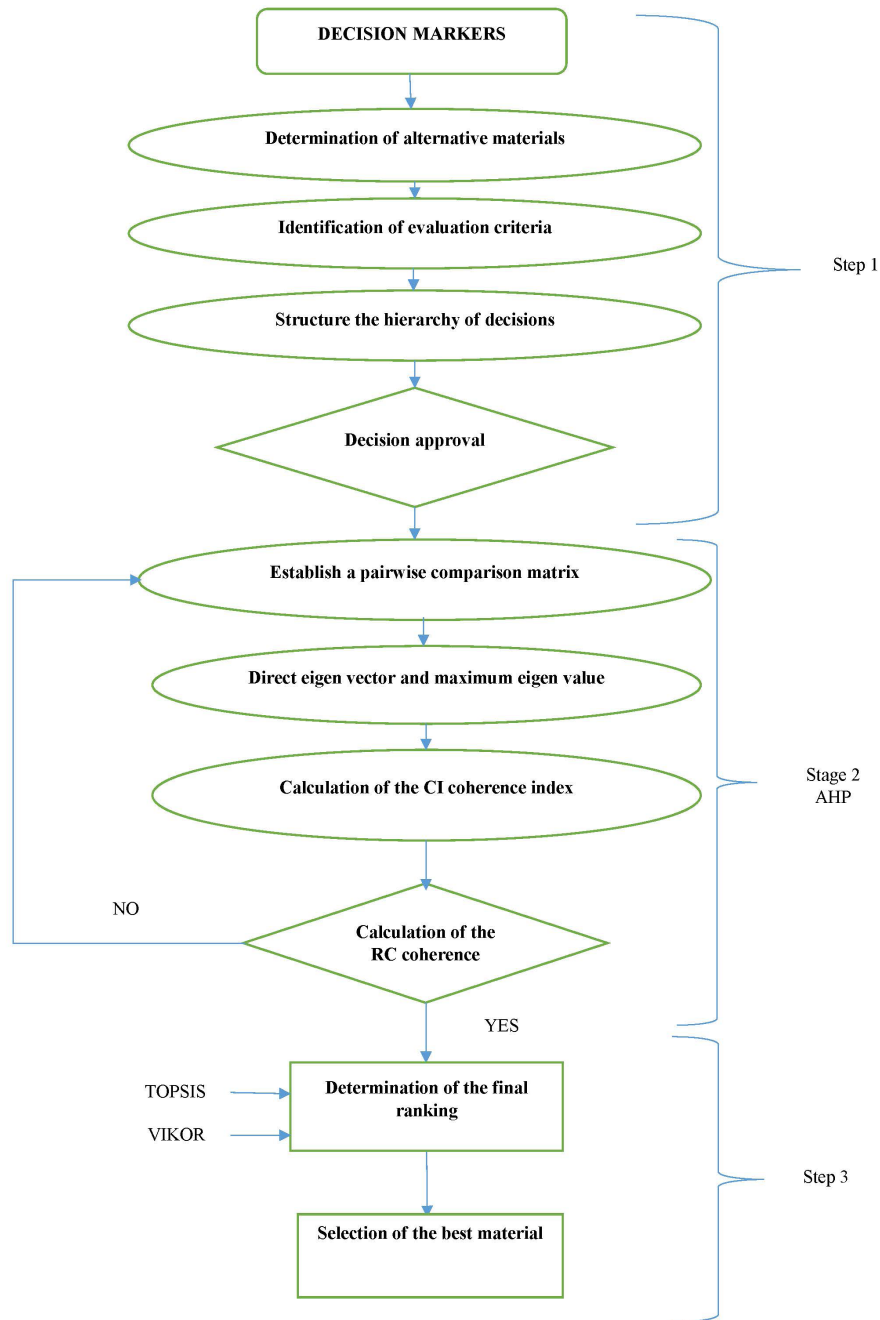 DECISION MARKERS
Determination of alternative materials
Identification of evaluation criteria
Step 1
Structure the hierarchy of decisions
Decision approval
Establish a pairwise comparison matrix
Direct eigen vector and maximum eigen value
Calculation of the CI coherence index
Stage 2
AHP
NO
Calculation of the
RC coherence
YES
TOPSIS
VIKOR
Determination of the final
ranking
Step 3
Selection of the best material